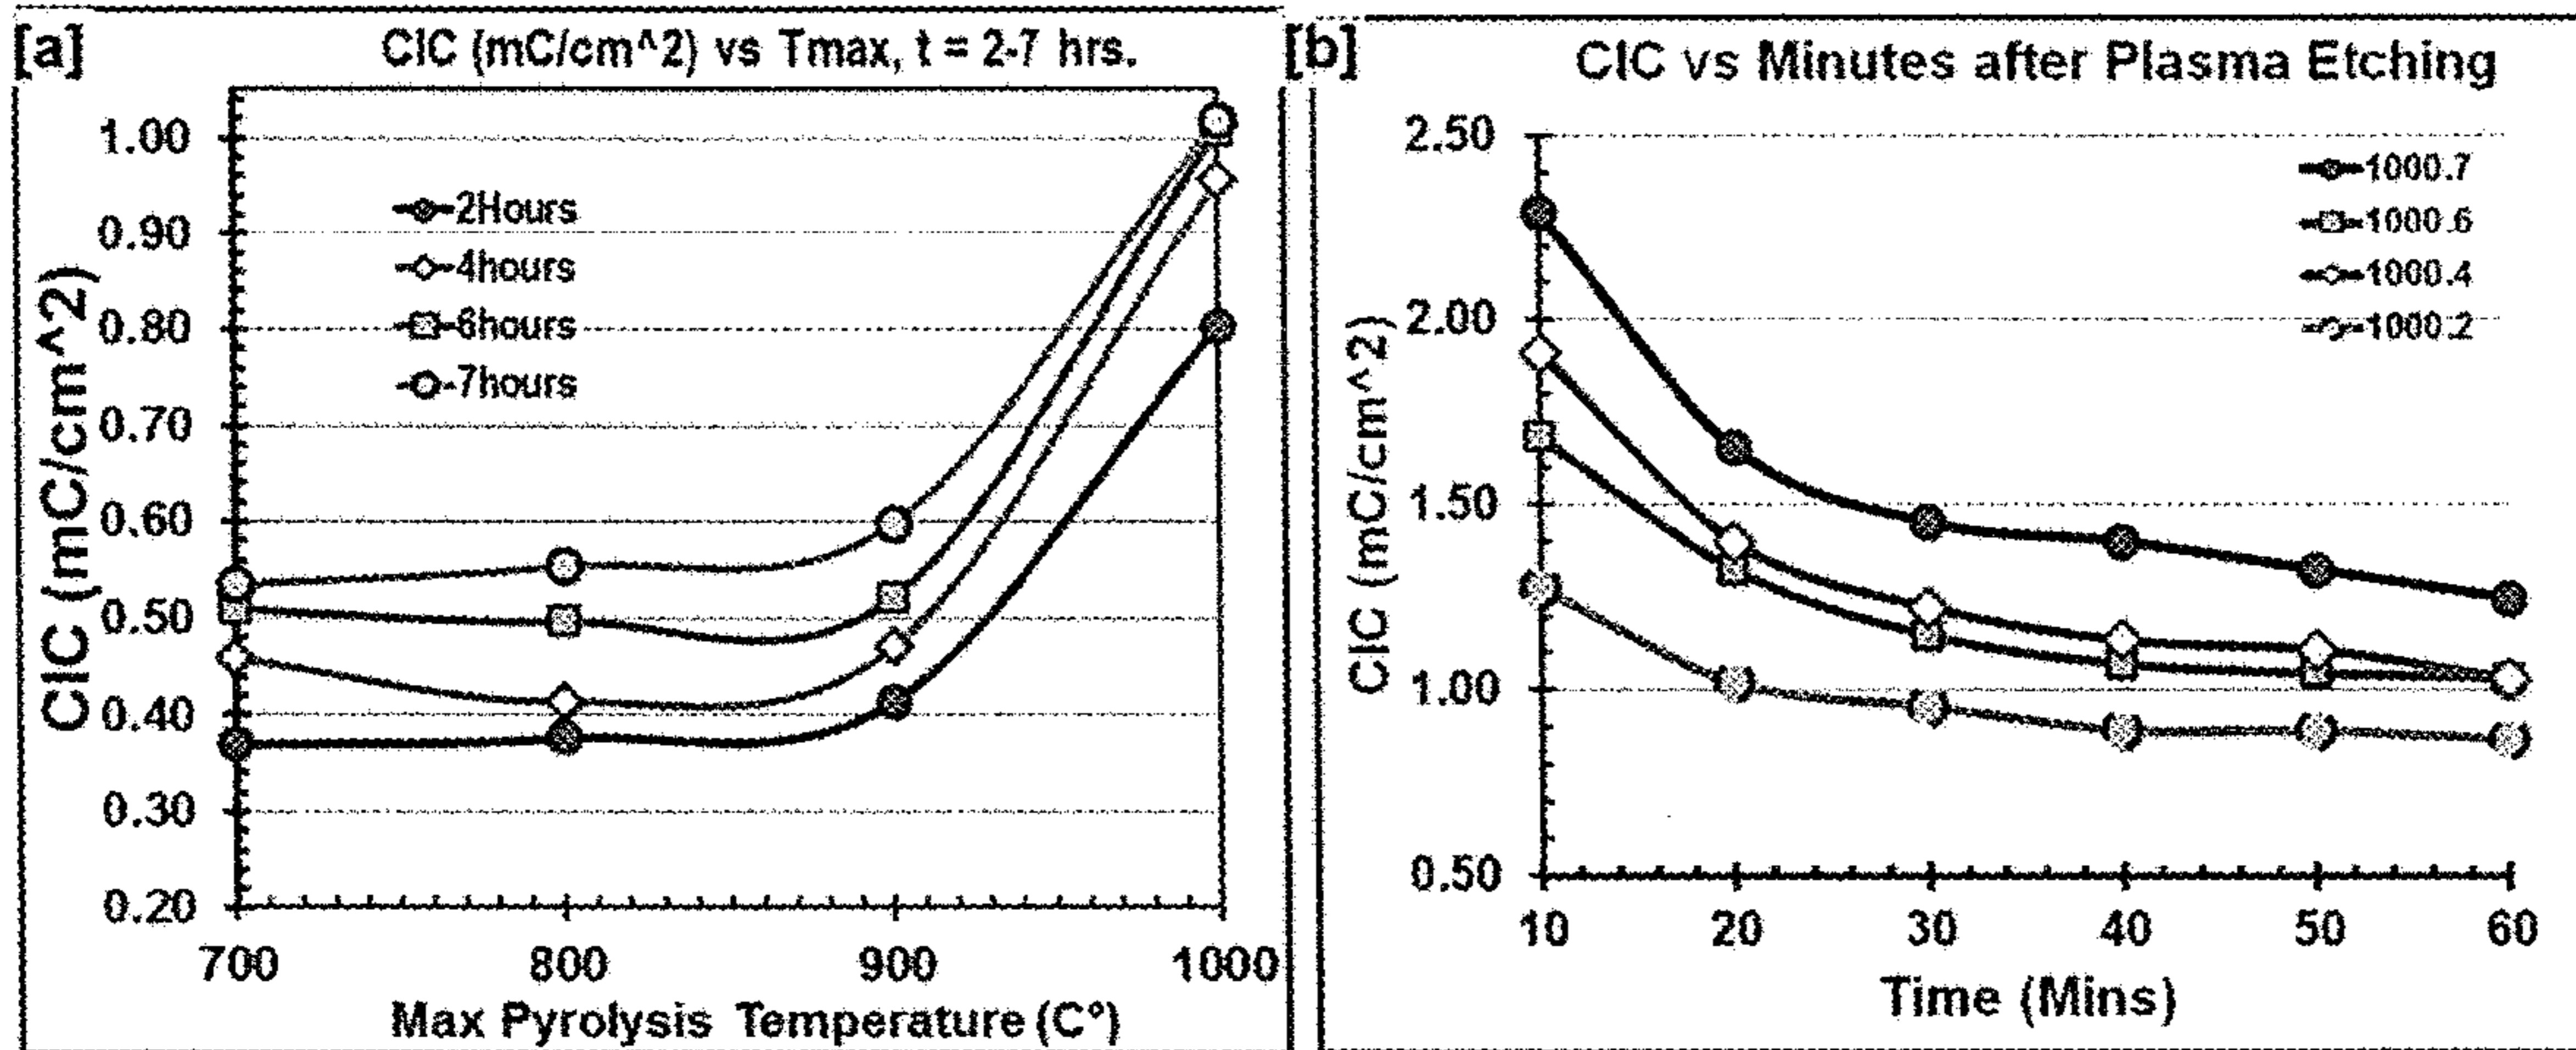 [a]
CIC (mC/cm^2) vs Tmax, t = 2-7 hrs.
1.00
0.90
0.80
0.70
0.60
0.50
0.40
0.30
0.20
CIC (mC/cm^2)
2Hours
4hours
6hours
7hours
700 800 900 1000
Max Pyrolysis Temperature (C°)
[b]
CIC vs Minutes after Plasma Etching
2.50
2.00
1.50
1.00
0.50
CIC (mC/cm^2)
1000.7
1000.6
1000.4
1000.2
10 20 30 40 50 60
Time (Mins)